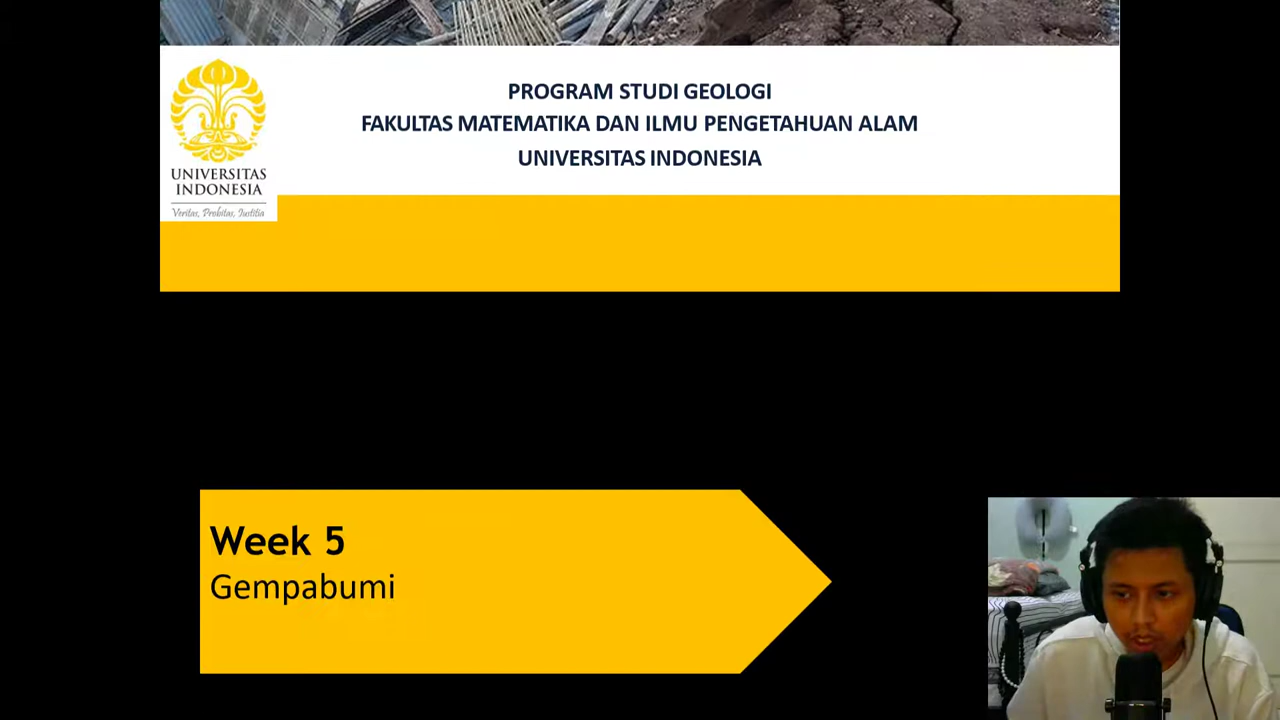 PROGRAM STUDI GEOLOGI
FAKULTAS MATEMATIKA DAN ILMU PENGETAHUAN ALAM
UNIVERSITAS INDONESIA
UNIVERSITAS
INDONESIA
Veritas, Probitas, Iustitia
Week 5
Gempabumi